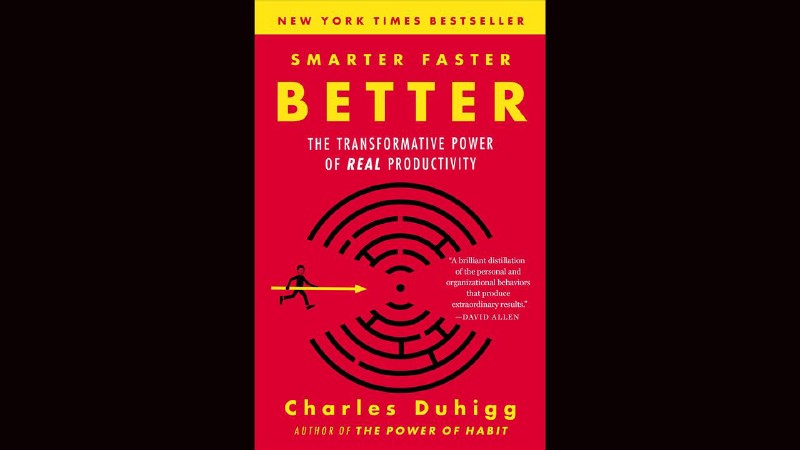 NEW YORK TIMES BESTSELLER
SMARTER FASTER
BETTER
THE TRANSFORMATIVE POWER
OF REAL PRODUCTIVITY
"A brilliant distillation
of the personal and
organizational behaviors
that produce
extraordinary results."
—DAVID ALLEN
Charles Duhigg
AUTHOR OF THE POWER OF HABIT